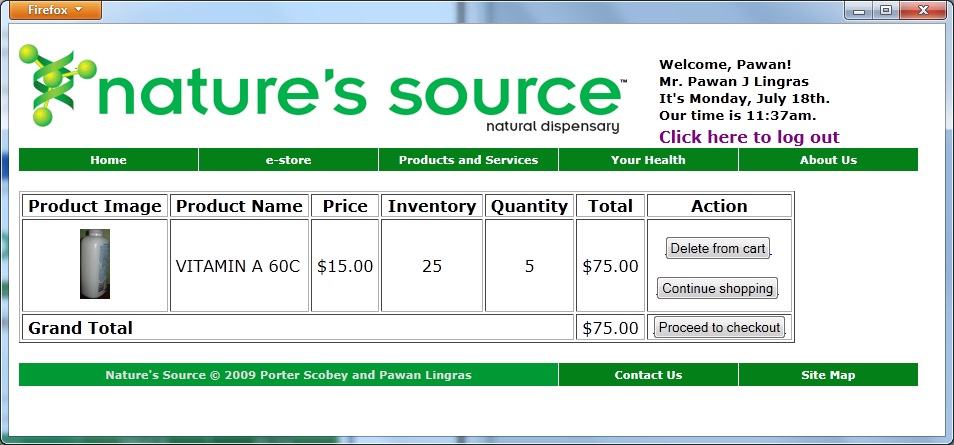 Firefox
nature's source™
natural dispensary
Welcome, Pawan!
Mr. Pawan J Lingras
It's Monday, July 18th.
Our time is 11:37am.
Click here to log out
Home e-store Products and Services Your Health About Us
Product Image Product Name Price Inventory Quantity Total Action
VITAMIN A 60C $15.00 25 5 $75.00
Delete from cart
Continue shopping
Grand Total $75.00 Proceed to checkout
Nature's Source © 2009 Porter Scobey and Pawan Lingras Contact Us Site Map